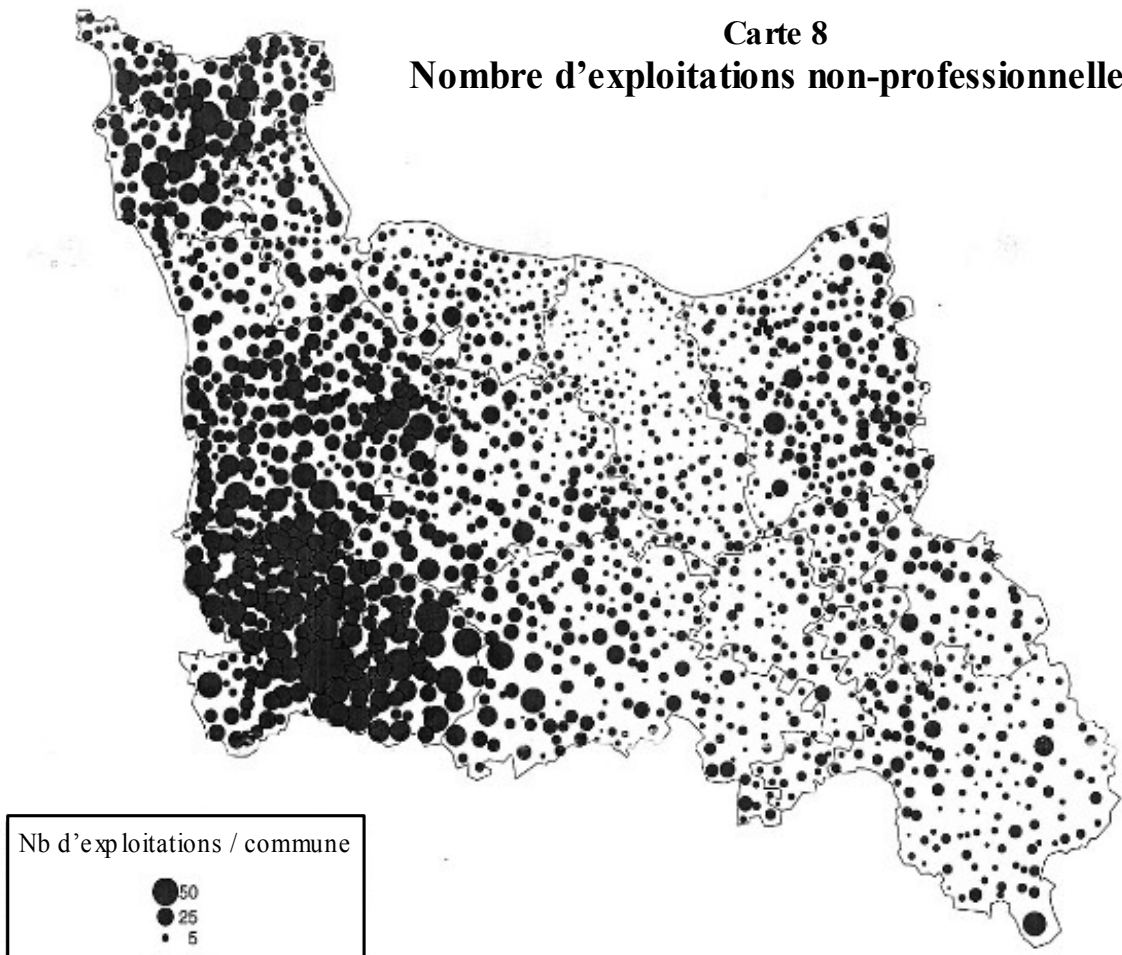 Carte 8
Nombre d'exploitations non-professionnelle
Nb d'exploitations / commune
50
25
5